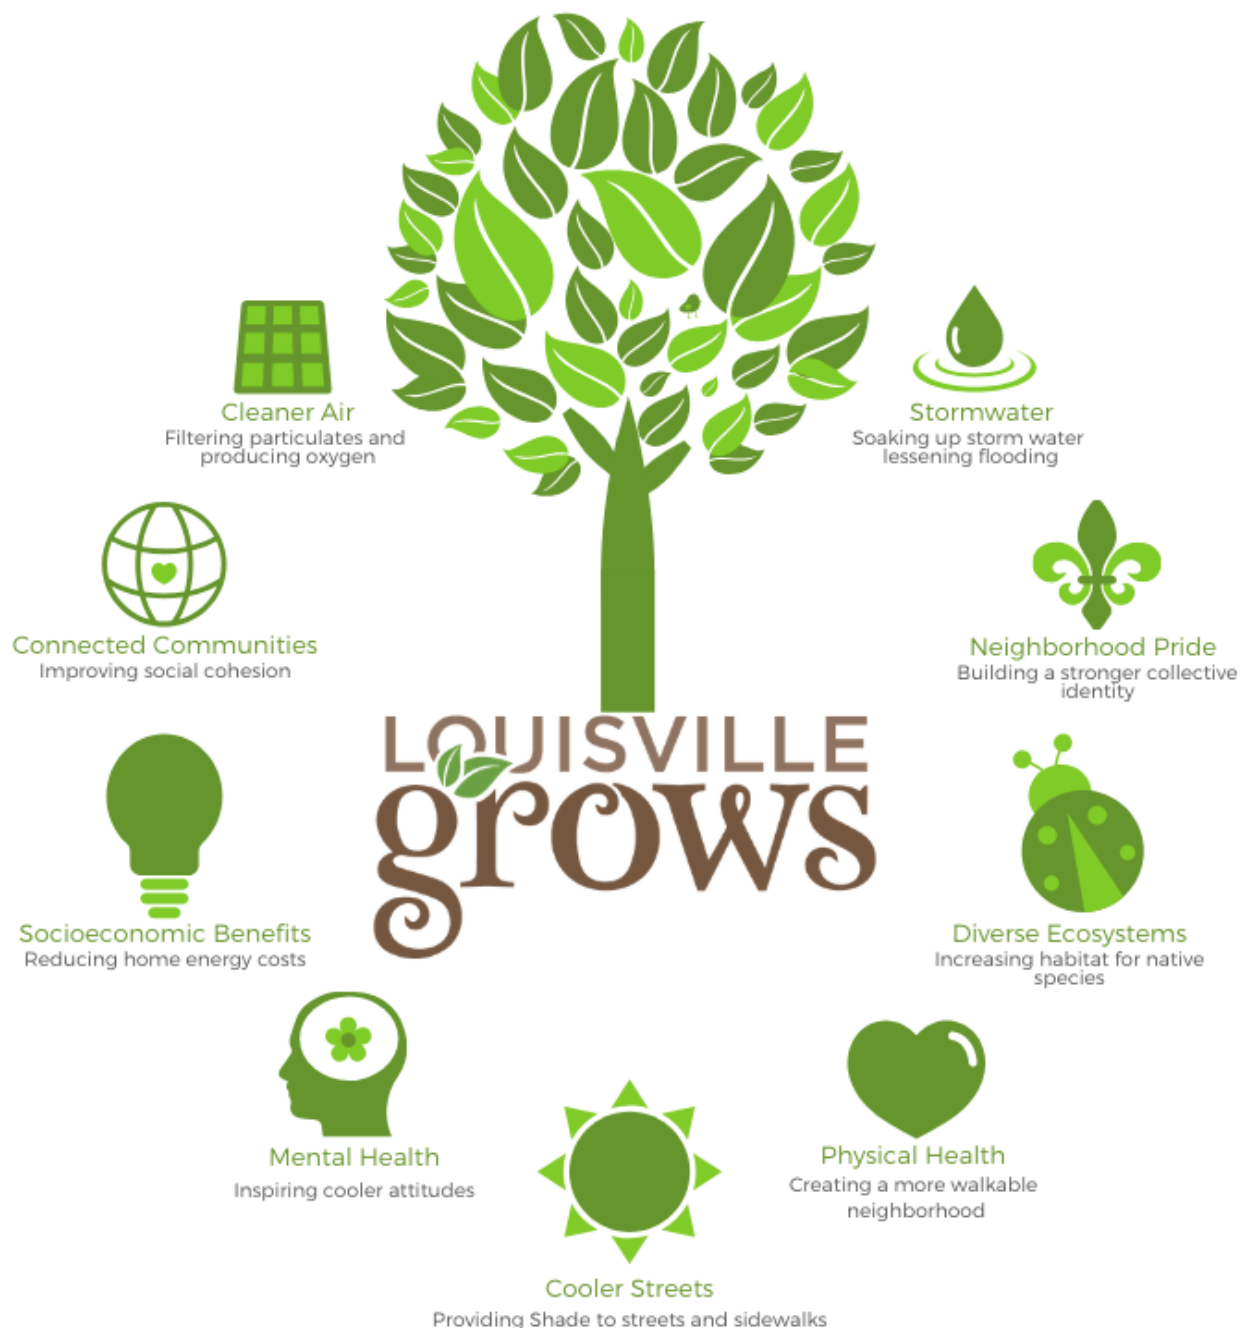 Cleaner Air
Filtering particulates and
producing oxygen
Stormwater
Soaking up storm water
lessening flooding
Connected Communities
Improving social cohesion
Neighborhood Pride
Building a stronger collective
identity
LOUISVILLE
grows
Socioeconomic Benefits
Reducing home energy costs
Diverse Ecosystems
Increasing habitat for native
species
Mental Health
Inspiring cooler attitudes
Physical Health
Creating a more walkable
neighborhood
Cooler Streets
Providing Shade to streets and sidewalks